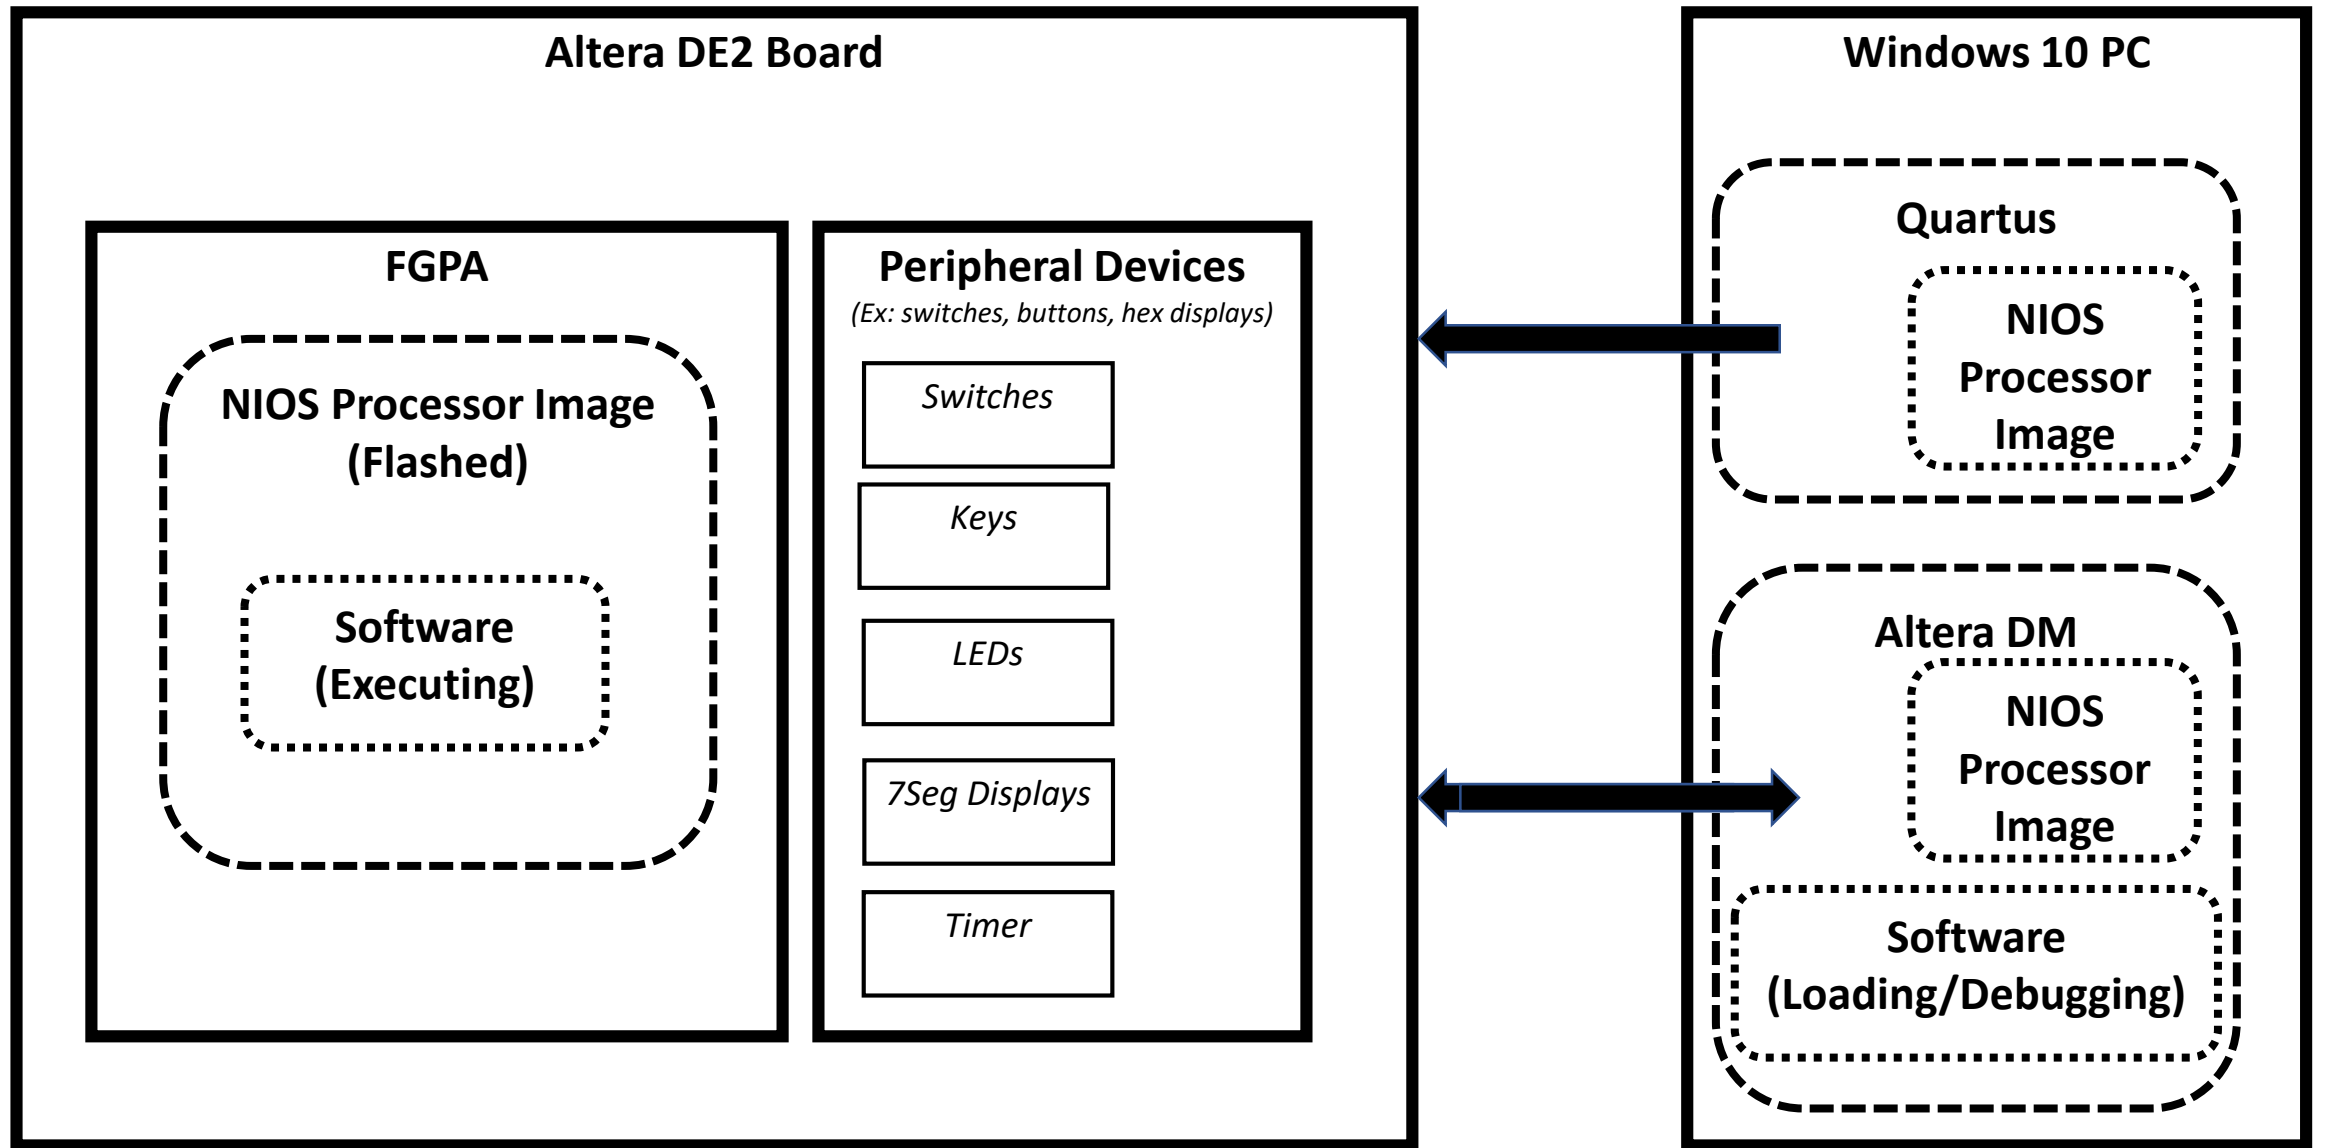 Altera DE2 Board
FGPA
NIOS Processor Image
(Flashed)
Software
(Executing)
Peripheral Devices
(Ex: switches, buttons, hex displays)
Switches
Keys
LEDs
7Seg Displays
Timer
Windows 10 PC
Quartus
NIOS
Processor
Image
Altera DM
NIOS
Processor
Image
Software
(Loading/Debugging)